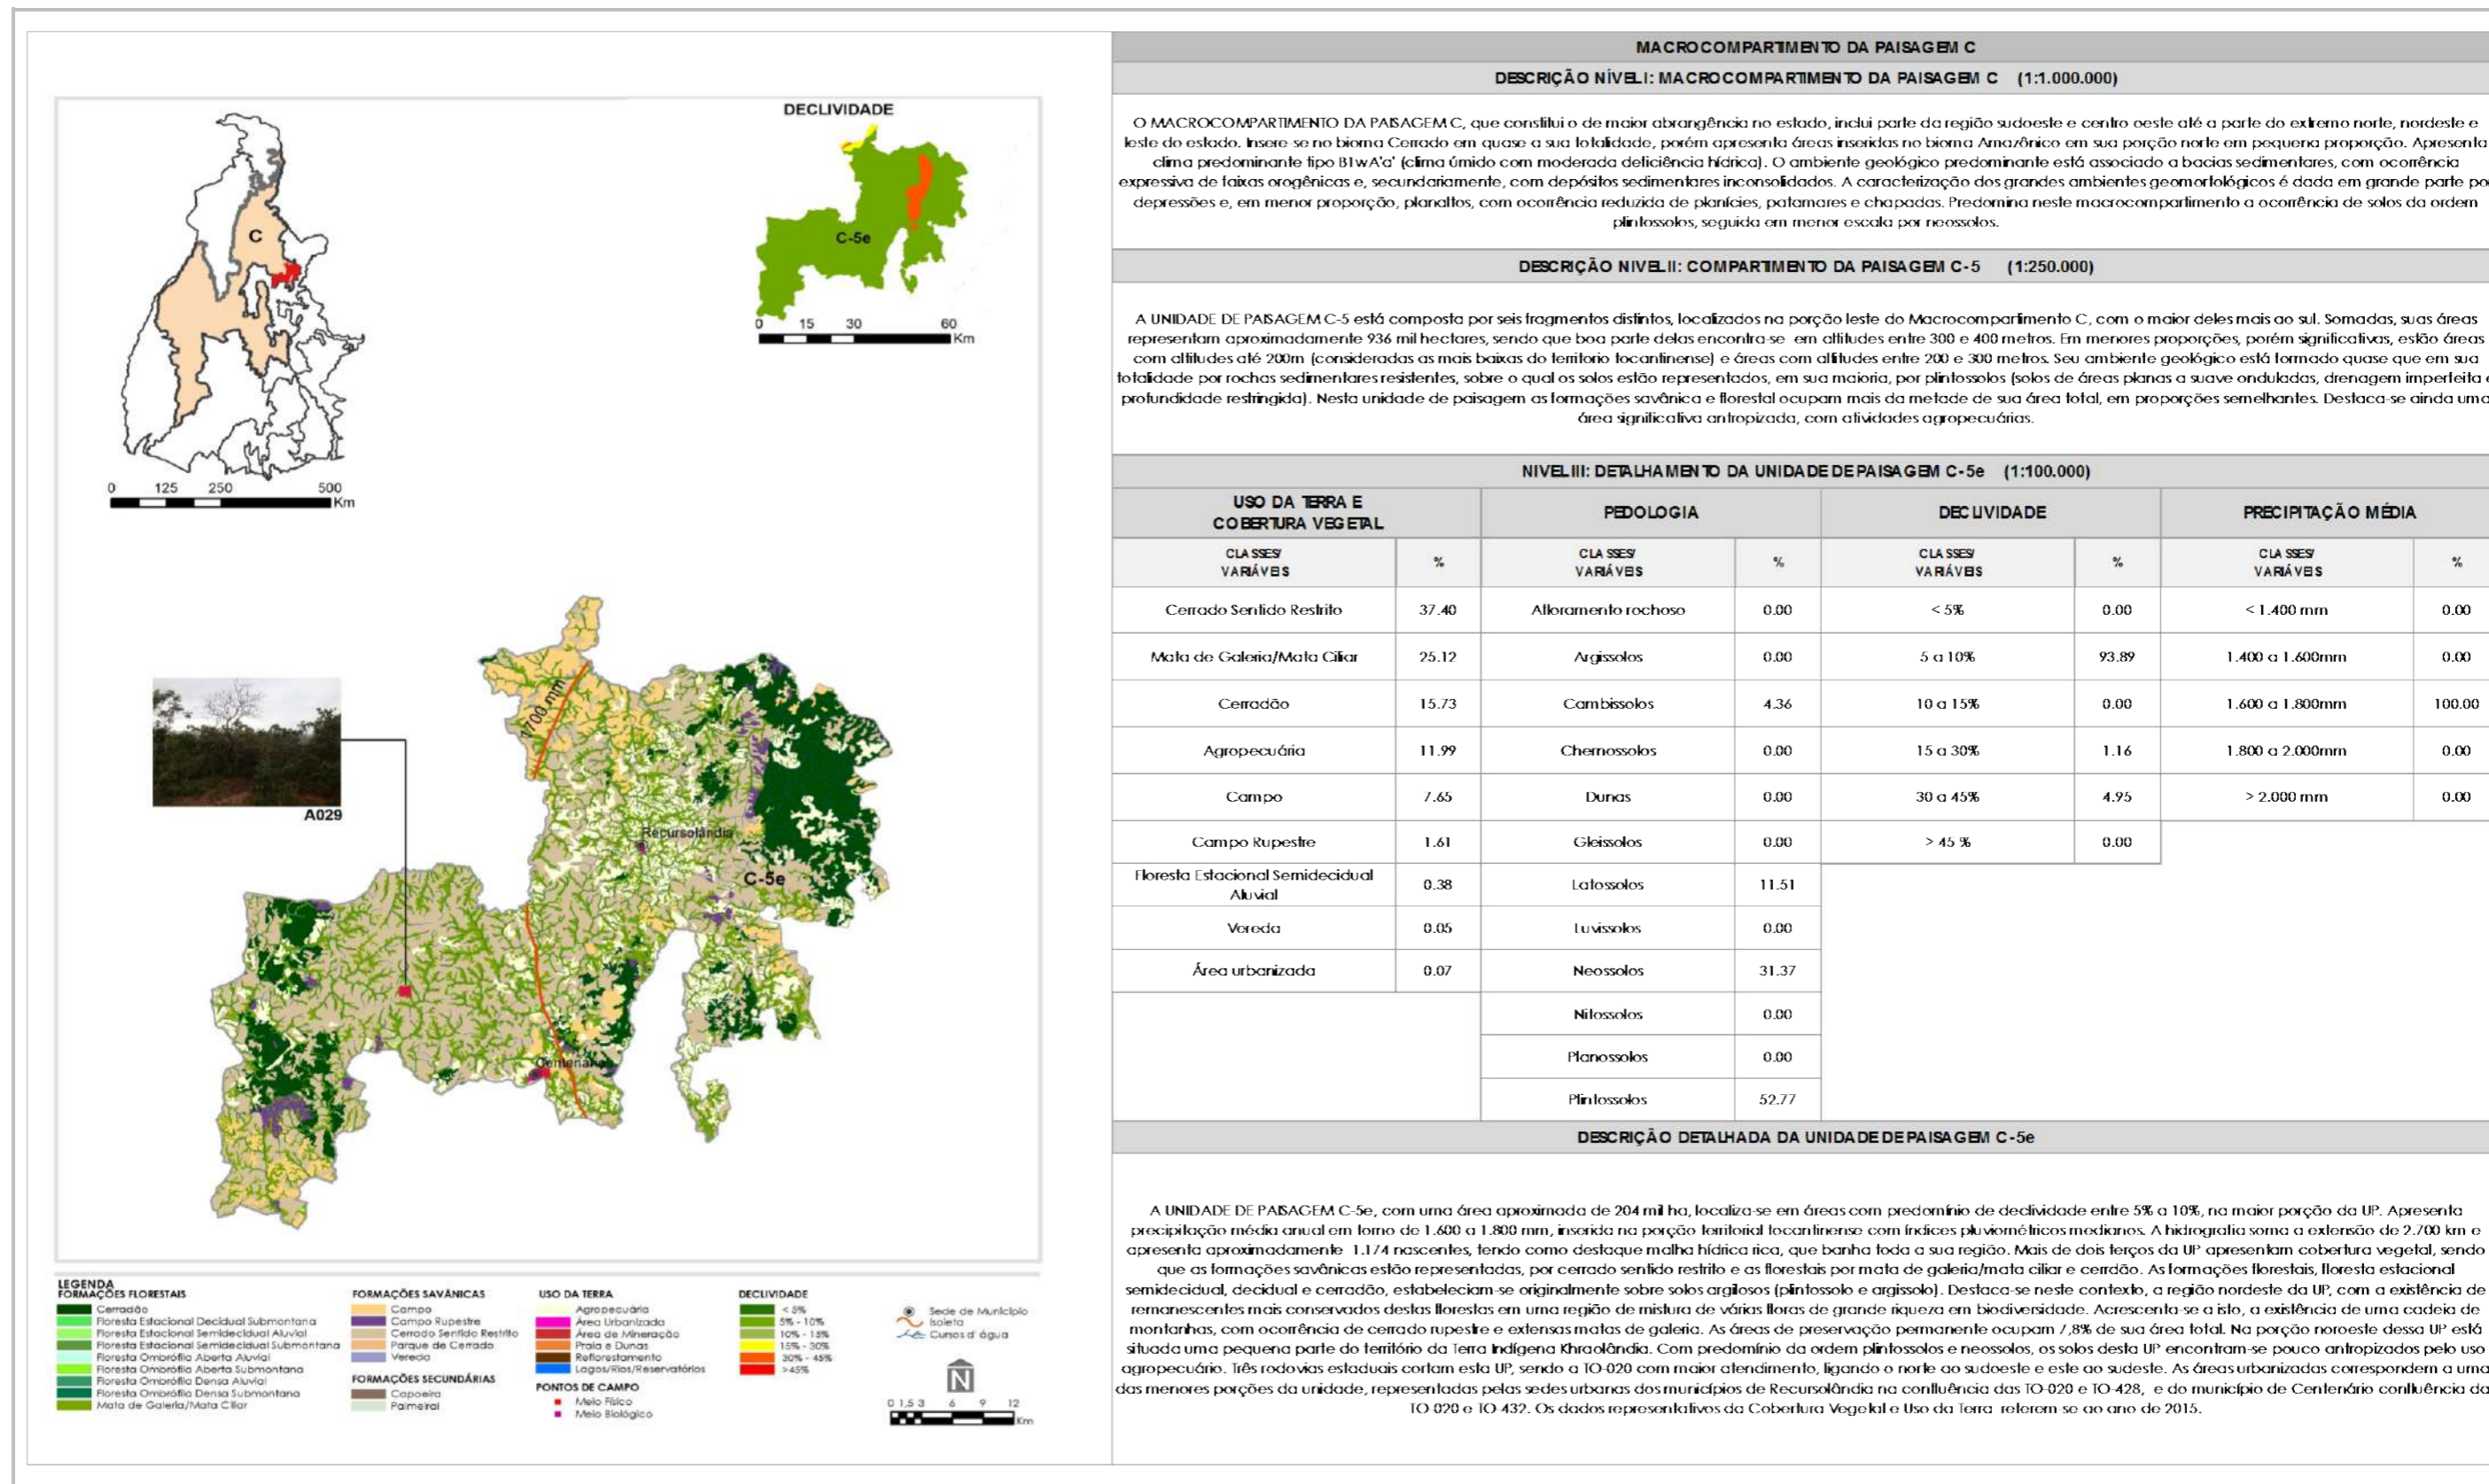 DECLIVIDADE
C
C-5e
0 15 30 60
Km
0 125 250 500
Km
1700 mm
A029
Recursolândia
C-5e
Centenário
LEGENDA
FORMAÇÕES FLORESTAIS
Cerradão
Floresta Estacional Decidual Submontana
Floresta Estacional Semidecidual Aluvial
Floresta Estacional Semidecidual Submontana
Floresta Ombrófila Aberta Aluvial
Floresta Ombrófila Aberta Submontana
Floresta Ombrófila Densa Aluvial
Floresta Ombrófila Densa Submontana
Mata de Galeria/Mata Ciliar
FORMAÇÕES SAVÂNICAS
Campo
Campo Rupestre
Cerrado Sentido Restrito
Parque de Cerrado
Vereda
FORMAÇÕES SECUNDÁRIAS
Capoeira
Palmeiral
USO DA TERRA
Agropecuária
Área Urbanizada
Área de Mineração
Praia e Dunas
Reflorestamento
Lagos/Rios/Reservatórios
PONTOS DE CAMPO
Meio Físico
Meio Biológico
DECLIVIDADE
< 5%
5% - 10%
10% - 15%
15% - 30%
30% - 45%
>45%
Sede de Município
Isoieta
Cursos d' água
N
0 1,5 3 6 9 12
Km
MACROCOMPARTIMENTO DA PAISAGEM C
DESCRIÇÃO NÍVEL I: MACROCOMPARTIMENTO DA PAISAGEM C (1:1.000.000)
O MACROCOMPARTIMENTO DA PAISAGEM C, que constitui o de maior abrangência no estado, inclui parte da região sudoeste e centro oeste até a parte do extremo norte, nordeste e
leste do estado. Insere-se no bioma Cerrado em quase a sua totalidade, porém apresenta áreas inseridas no bioma Amazônico em sua porção norte em pequena proporção. Apresenta
clima predominante tipo B1wA'a' (clima úmido com moderada deficiência hídrica). O ambiente geológico predominante está associado a bacias sedimentares, com ocorrência
expressiva de faixas orogênicas e, secundariamente, com depósitos sedimentares inconsolidados. A caracterização dos grandes ambientes geomorfológicos é dada em grande parte po
depressões e, em menor proporção, planaltos, com ocorrência reduzida de planícies, patamares e chapadas. Predomina neste macrocompartimento a ocorrência de solos da ordem
plintossolos, seguida em menor escala por neossolos.
DESCRIÇÃO NIVEL II: COMPARTIMENTO DA PAISAGEM C-5 (1:250.000)
A UNIDADE DE PAISAGEM C-5 está composta por seis fragmentos distintos, localizados na porção leste do Macrocompartimento C, com o maior deles mais ao sul. Somadas, suas áreas
representam aproximadamente 936 mil hectares, sendo que boa parte delas encontra-se em altitudes entre 300 e 400 metros. Em menores proporções, porém significativas, estão áreas
com altitudes até 200m (consideradas as mais baixas do territorio tocantinense) e áreas com altitudes entre 200 e 300 metros. Seu ambiente geológico está formado quase que em sua
totalidade por rochas sedimentares resistentes, sobre o qual os solos estão representados, em sua maioria, por plintossolos (solos de áreas planas a suave onduladas, drenagem imperfeita e
profundidade restringida). Nesta unidade de paisagem as formações savânica e florestal ocupam mais da metade de sua área total, em proporções semelhantes. Destaca-se ainda uma
área significativa antropizada, com atividades agropecuárias.
NIVEL III: DETALHAMENTO DA UNIDADE DE PAISAGEM C-5e (1:100.000)
USO DA TERRA E
COBERTURA VEGETAL PEDOLOGIA DECLIVIDADE PRECIPITAÇÃO MÉDIA
CLASSES/ CLASSES/ CLASSES/ CLASSES/
VARIÁVEIS % VARIÁVEIS % VARIÁVEIS % VARIÁVEIS %
Cerrado Sentido Restrito 37.40 Afloramento rochoso 0.00 < 5% 0.00 < 1.400 mm 0.00
Mata de Galeria/Mata Ciliar 25.12 Argissolos 0.00 5 a 10% 93.89 1.400 a 1.600mm 0.00
Cerradão 15.73 Cambissolos 4.36 10 a 15% 0.00 1.600 a 1.800mm 100.00
Agropecuária 11.99 Chernossolos 0.00 15 a 30% 1.16 1.800 a 2.000mm 0.00
Campo 7.65 Dunas 0.00 30 a 45% 4.95 > 2.000 mm 0.00
Campo Rupestre 1.61 Gleissolos 0.00 > 45 % 0.00
Floresta Estacional Semidecidual
Aluvial 0.38 Latossolos 11.51
Vereda 0.05 Luvissolos 0.00
Área urbanizada 0.07 Neossolos 31.37
Nitossolos 0.00
Planossolos 0.00
Plintossolos 52.77
DESCRIÇÃO DETALHADA DA UNIDADE DE PAISAGEM C-5e
A UNIDADE DE PAISAGEM C-5e, com uma área aproximada de 204 mil ha, localiza-se em áreas com predomínio de declividade entre 5% a 10%, na maior porção da UP. Apresenta
precipitação média anual em torno de 1.600 a 1.800 mm, inserida na porção territorial tocantinense com índices pluviométricos medianos. A hidrografia soma a extensão de 2.700 km e
apresenta aproximadamente 1.174 nascentes, tendo como destaque malha hídrica rica, que banha toda a sua região. Mais de dois terços da UP apresentam cobertura vegetal, sendo
que as formações savânicas estão representadas, por cerrado sentido restrito e as florestais por mata de galeria/mata ciliar e cerrdão. As formações florestais, floresta estacional
semidecidual, decidual e cerradão, estabeleciam-se originalmente sobre solos argilosos (plintossolo e argissolo). Destaca-se neste contexto, a região nordeste da UP, com a existência de
remanescentes mais conservados destas florestas em uma região de mistura de várias floras de grande riqueza em biodiversidade. Acrescenta-se a isto, a existência de uma cadeia de
montanhas, com ocorrência de cerrado rupestre e extensas matas de galeria. As áreas de preservação permanente ocupam 7,8% de sua área total. Na porção noroeste dessa UP está
situada uma pequena parte do território da Terra Indígena Khraolândia. Com predomínio da ordem plintossolos e neossolos, os solos desta UP encontram-se pouco antropizados pelo uso
agropecuário. Três rodovias estaduais cortam esta UP, sendo a TO-020 com maior atendimento, ligando o norte ao sudoeste e este ao sudeste. As áreas urbanizadas correspondem a uma
das menores porções da unidade, representadas pelas sedes urbanas dos municípios de Recursolândia na confluência das TO-020 e TO-428, e do município de Centenário confluência da
TO-020 e TO-432. Os dados representativos da Cobertura Vegetal e Uso da Terra referem-se ao ano de 2015.